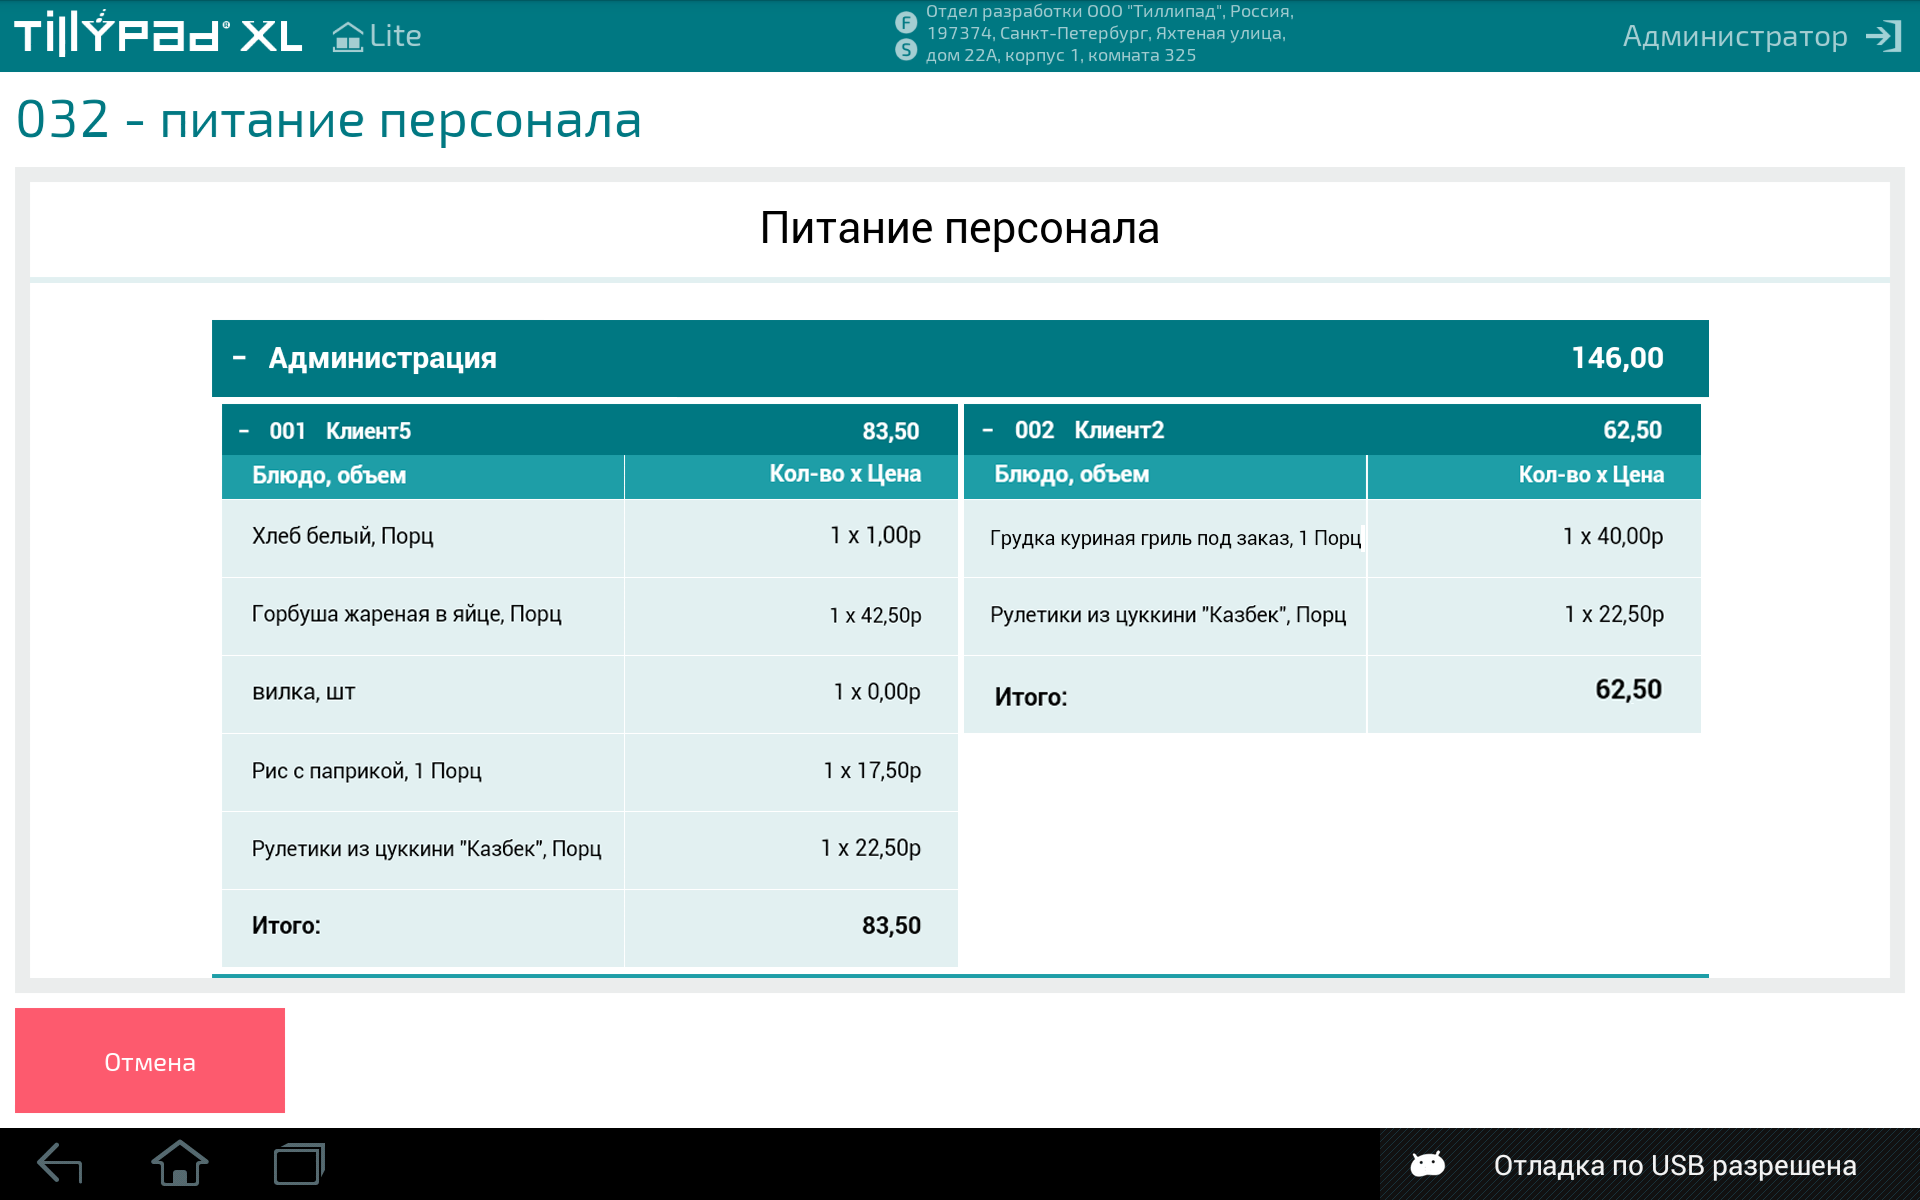 Tillypad® XL Lite
F S
Отдел разработки ООО "Тиллипад", Россия,
197374, Санкт-Петербург, Яхтеная улица,
дом 22А, корпус 1, комната 325
Администратор
032 - питание персонала
Питание персонала
- Администрация 146,00
- 001 Клиент5 83,50
Блюдо, объем Кол-во х Цена
Хлеб белый, Порц 1 x 1,00р
Горбуша жареная в яйце, Порц 1 x 42,50р
вилка, шт 1 x 0,00р
Рис с паприкой, 1 Порц 1 x 17,50р
Рулетики из цуккини "Казбек", Порц 1 x 22,50р
Итого: 83,50
- 002 Клиент2 62,50
Блюдо, объем Кол-во х Цена
Грудка куриная гриль под заказ, 1 Порц 1 x 40,00р
Рулетики из цуккини "Казбек", Порц 1 x 22,50р
Итого: 62,50
Отмена
Отладка по USB разрешена